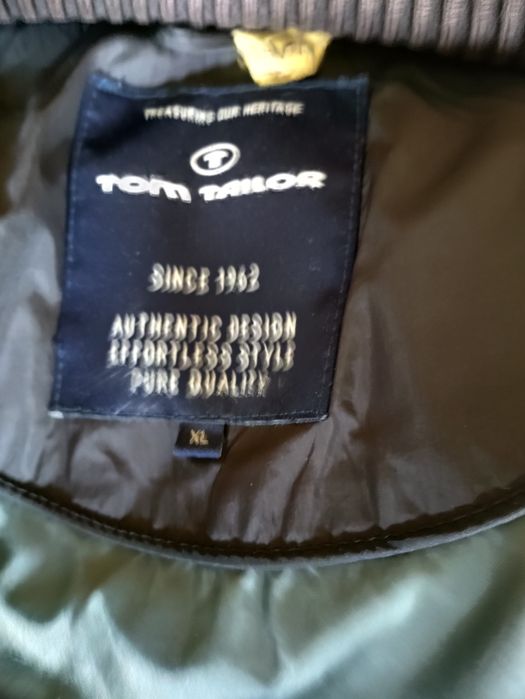 TREASURING OUR HERITAGE
T
TOM TAILOR
SINCE 1962
AUTHENTIC DESIGN
EFFORTLESS STYLE
PURE QUALITY
XL